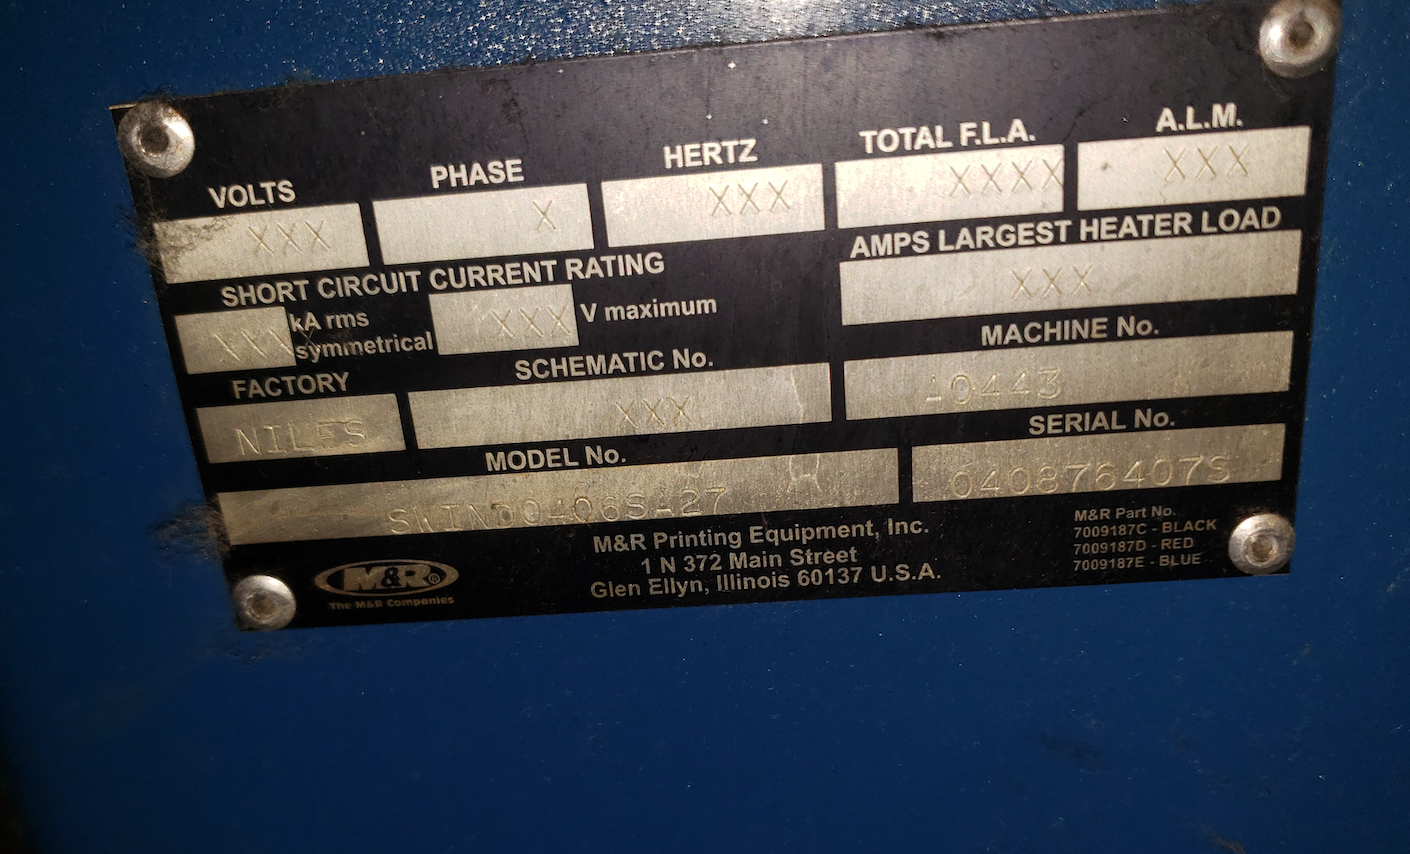 VOLTS PHASE HERTZ TOTAL F.L.A. A.L.M.
XXX X XXX XXXX XXX
SHORT CIRCUIT CURRENT RATING AMPS LARGEST HEATER LOAD
XXX kA rms symmetrical XXX V maximum XXX
FACTORY SCHEMATIC No. MACHINE No.
NILES XXX 10443
MODEL No. SERIAL No.
040876407S
M&R Printing Equipment, Inc.
1 N 372 Main Street
Glen Ellyn, Illinois 60137 U.S.A.
M&R®
The M&R Companies
M&R Part No.
7009187C - BLACK
7009187D - RED
7009187E - BLUE